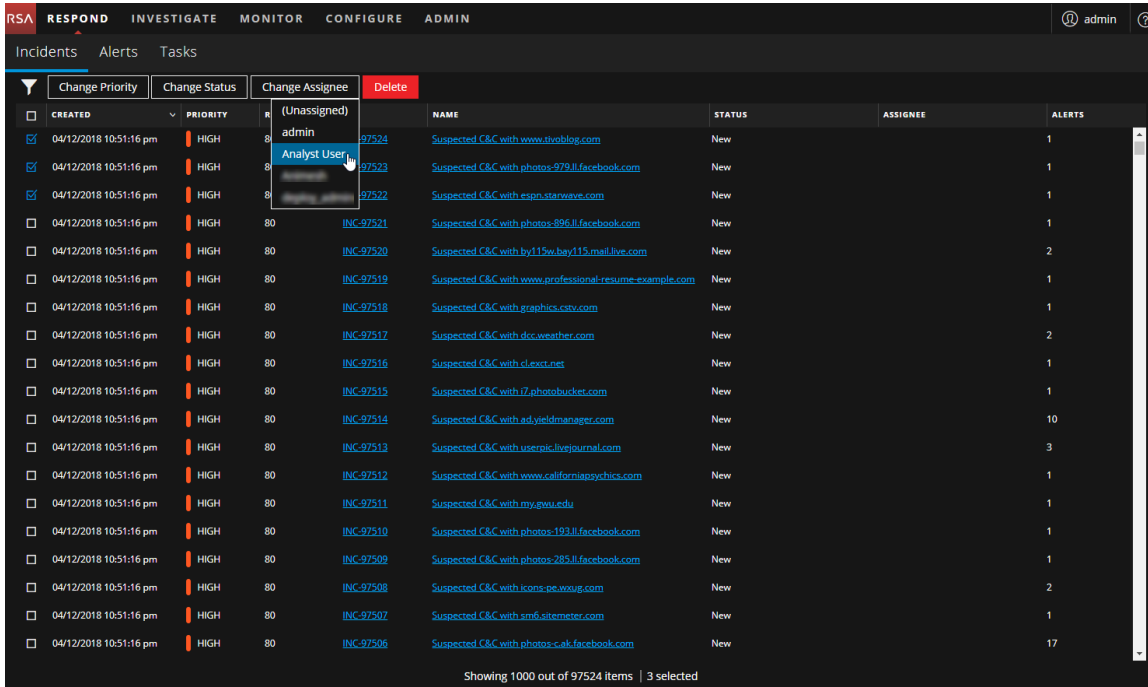 RSA RESPOND INVESTIGATE MONITOR CONFIGURE ADMIN admin ?
Incidents Alerts Tasks
Change Priority Change Status Change Assignee Delete
(Unassigned)
admin
Analyst User
CREATED PRIORITY R NAME STATUS ASSIGNEE ALERTS
04/12/2018 10:51:16 pm HIGH 8 97524 Suspected C&C with www.tivoblog.com New 1
04/12/2018 10:51:16 pm HIGH 8 97523 Suspected C&C with photos-979.ll.facebook.com New 1
04/12/2018 10:51:16 pm HIGH 8 97522 Suspected C&C with espn.starwave.com New 1
04/12/2018 10:51:16 pm HIGH 80 INC-97521 Suspected C&C with photos-896.ll.facebook.com New 1
04/12/2018 10:51:16 pm HIGH 80 INC-97520 Suspected C&C with by115w.bay115.mail.live.com New 2
04/12/2018 10:51:16 pm HIGH 80 INC-97519 Suspected C&C with www.professional-resume-example.com New 1
04/12/2018 10:51:16 pm HIGH 80 INC-97518 Suspected C&C with graphics.cstv.com New 1
04/12/2018 10:51:16 pm HIGH 80 INC-97517 Suspected C&C with dcc.weather.com New 2
04/12/2018 10:51:16 pm HIGH 80 INC-97516 Suspected C&C with cl.exct.net New 1
04/12/2018 10:51:16 pm HIGH 80 INC-97515 Suspected C&C with i7.photobucket.com New 1
04/12/2018 10:51:16 pm HIGH 80 INC-97514 Suspected C&C with ad.yieldmanager.com New 10
04/12/2018 10:51:16 pm HIGH 80 INC-97513 Suspected C&C with userpic.livejournal.com New 3
04/12/2018 10:51:16 pm HIGH 80 INC-97512 Suspected C&C with www.californiapsychics.com New 1
04/12/2018 10:51:16 pm HIGH 80 INC-97511 Suspected C&C with my.gwu.edu New 1
04/12/2018 10:51:16 pm HIGH 80 INC-97510 Suspected C&C with photos-193.ll.facebook.com New 1
04/12/2018 10:51:16 pm HIGH 80 INC-97509 Suspected C&C with photos-285.ll.facebook.com New 1
04/12/2018 10:51:16 pm HIGH 80 INC-97508 Suspected C&C with icons-pe.wxug.com New 2
04/12/2018 10:51:16 pm HIGH 80 INC-97507 Suspected C&C with sm6.sitemeter.com New 1
04/12/2018 10:51:16 pm HIGH 80 INC-97506 Suspected C&C with photos-c.ak.facebook.com New 17
Showing 1000 out of 97524 items | 3 selected